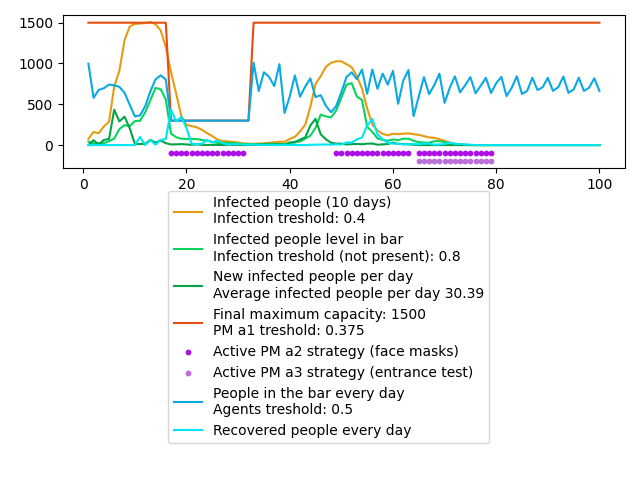 1500
1000
500
0
0
20
40
60
80
100
Infected people (10 days)
Infection treshold: 0.4
Infected people level in bar
Infection treshold (not present): 0.8
New infected people per day
Average infected people per day 30.39
Final maximum capacity: 1500
PM a1 treshold: 0.375
Active PM a2 strategy (face masks)
Active PM a3 strategy (entrance test)
People in the bar every day
Agents treshold: 0.5
Recovered people every day